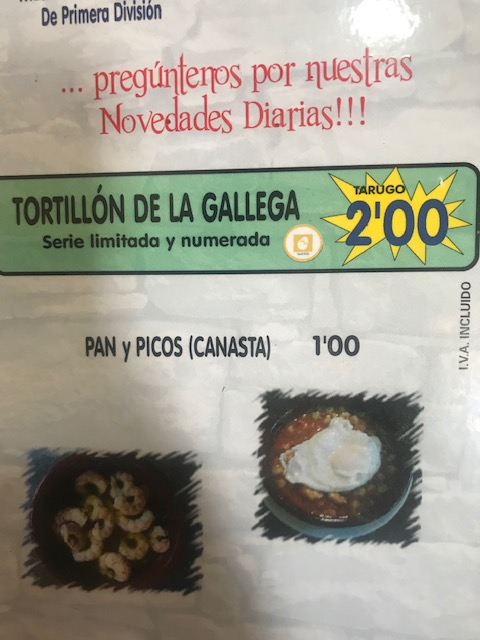 De Primera División
... pregúntenos por nuestras
Novedades Diarias!!!
TORTILLÓN DE LA GALLEGA
Serie limitada y numerada
TARUGO
2'00
PAN y PICOS (CANASTA) 1'00
I.V.A. INCLUIDO